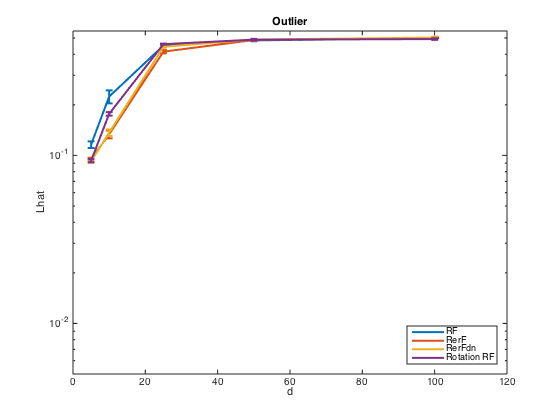 Outlier
Lhat
10-1
10-2
0 20 40 60 80 100 120
d
RF
RerF
RerFdn
Rotation RF